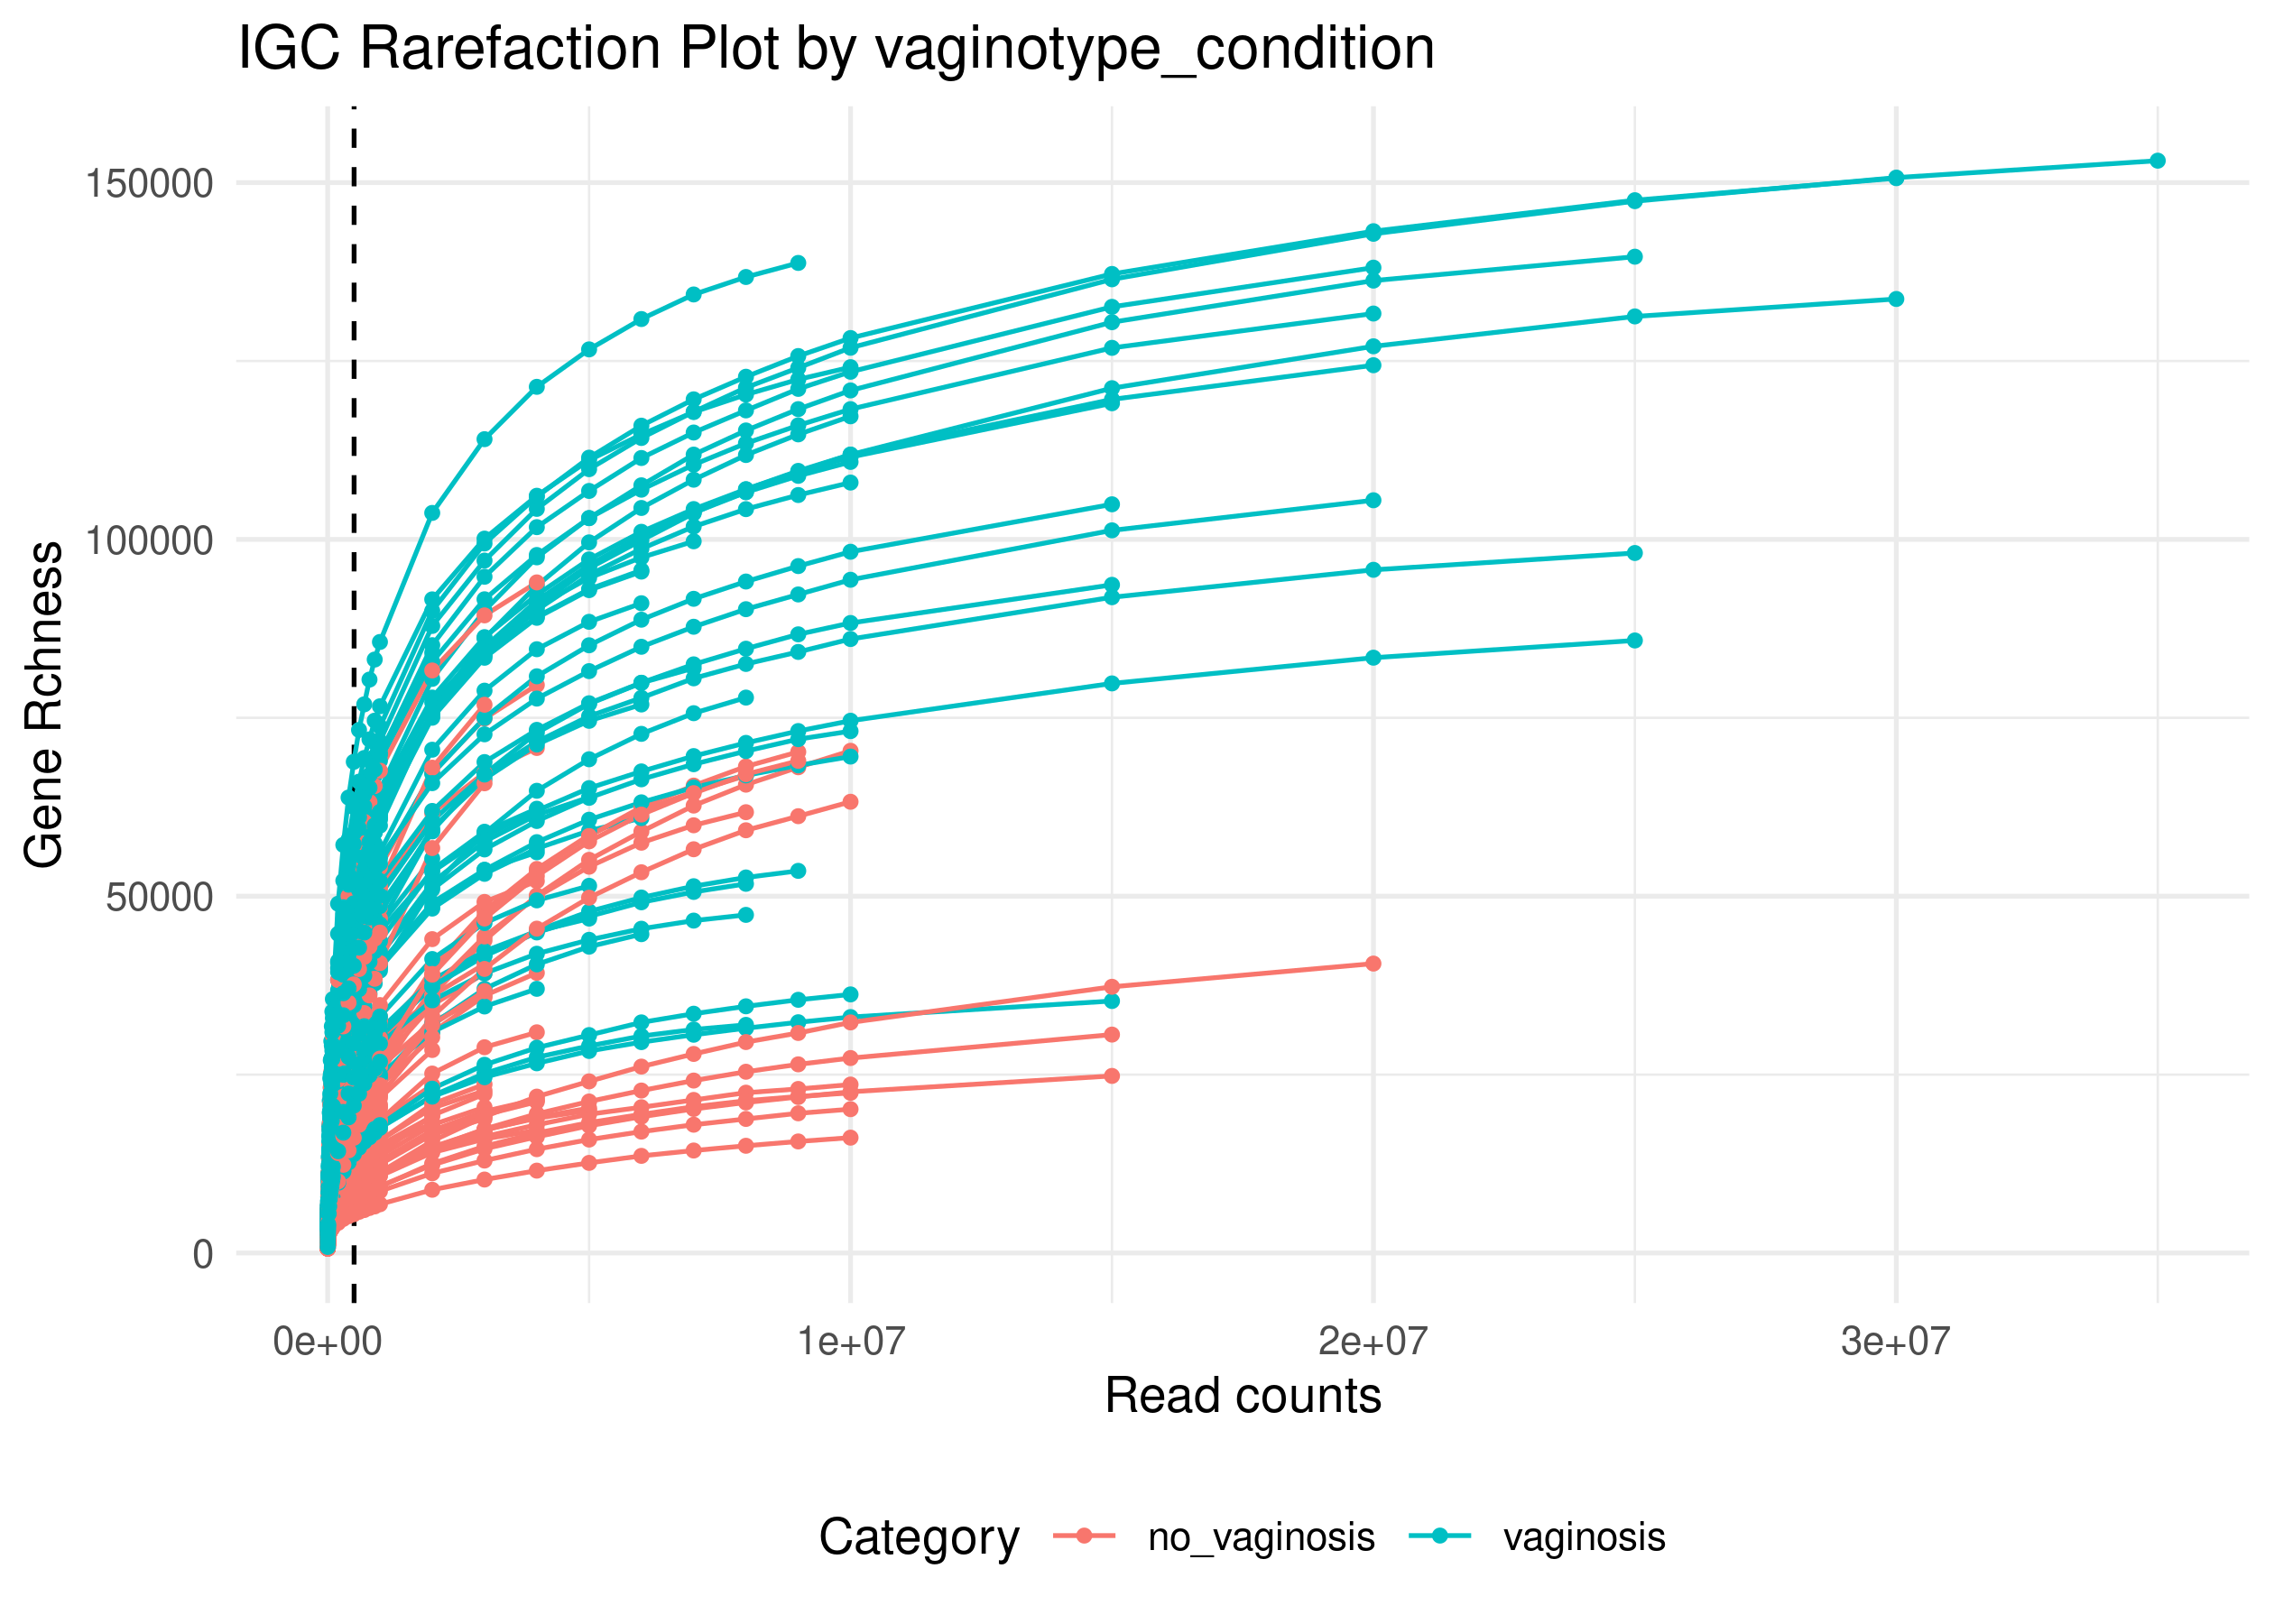 IGC Rarefaction Plot by vaginotype_condition
150000
100000
50000
0
Gene Rchness
0e+00 1e+07 2e+07 3e+07
Read counts
Category no_vaginosis vaginosis